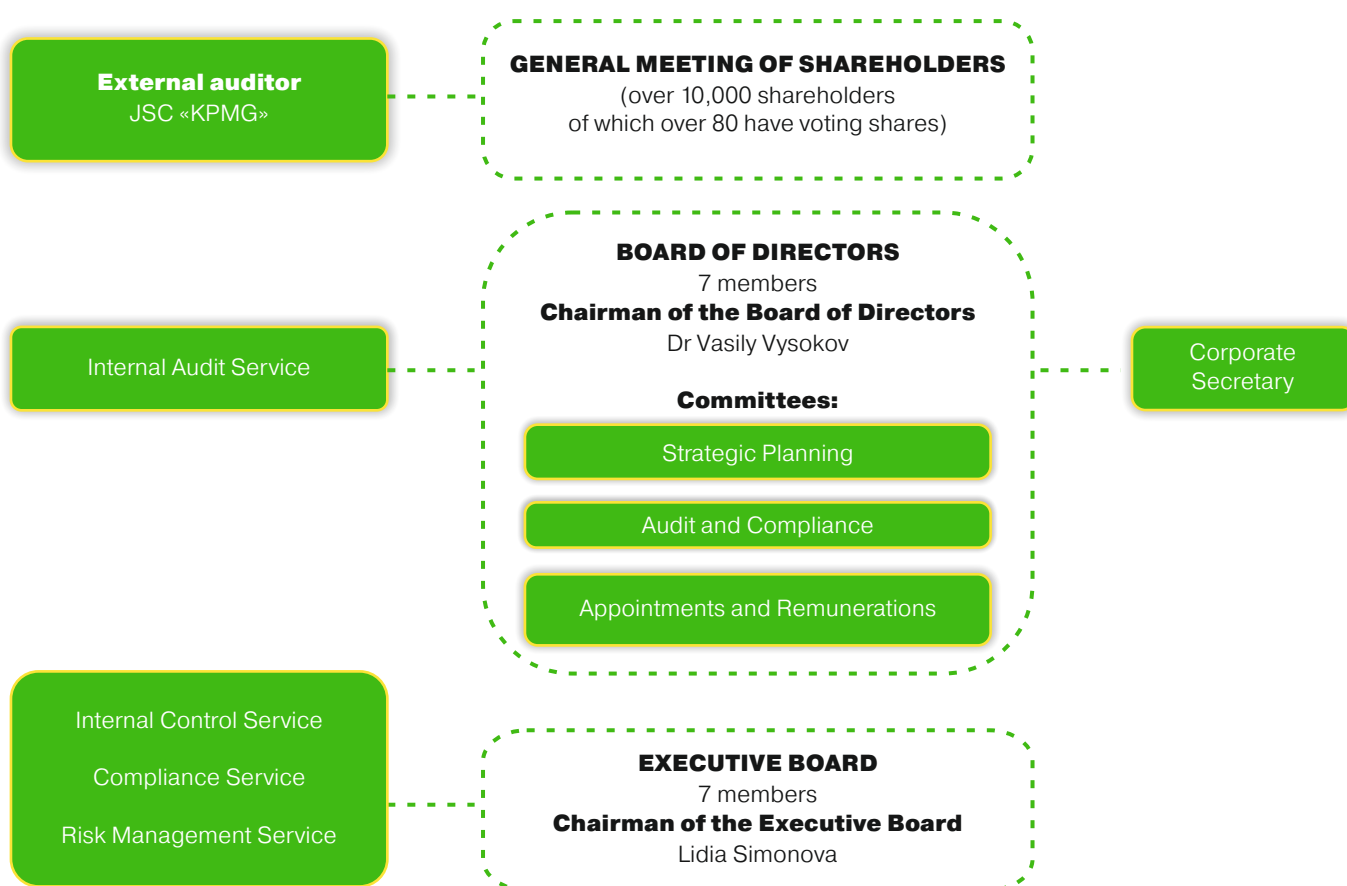 External auditor
JSC «KPMG»
GENERAL MEETING OF SHAREHOLDERS
(over 10,000 shareholders
of which over 80 have voting shares)
Internal Audit Service
BOARD OF DIRECTORS
7 members
Chairman of the Board of Directors
Dr Vasily Vysokov
Committees:
Strategic Planning
Audit and Compliance
Appointments and Remunerations
Corporate
Secretary
Internal Control Service
Compliance Service
Risk Management Service
EXECUTIVE BOARD
7 members
Chairman of the Executive Board
Lidia Simonova